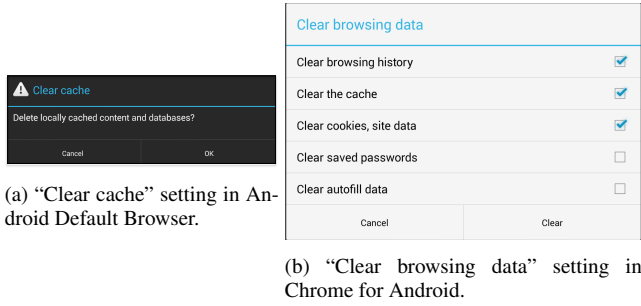 Clear cache
Delete locally cached content and databases?
Cancel OK
(a) “Clear cache” setting in An-
droid Default Browser.
Clear browsing data
Clear browsing history
Clear the cache
Clear cookies, site data
Clear saved passwords
Clear autofill data
Cancel Clear
(b) “Clear browsing data” setting in
Chrome for Android.